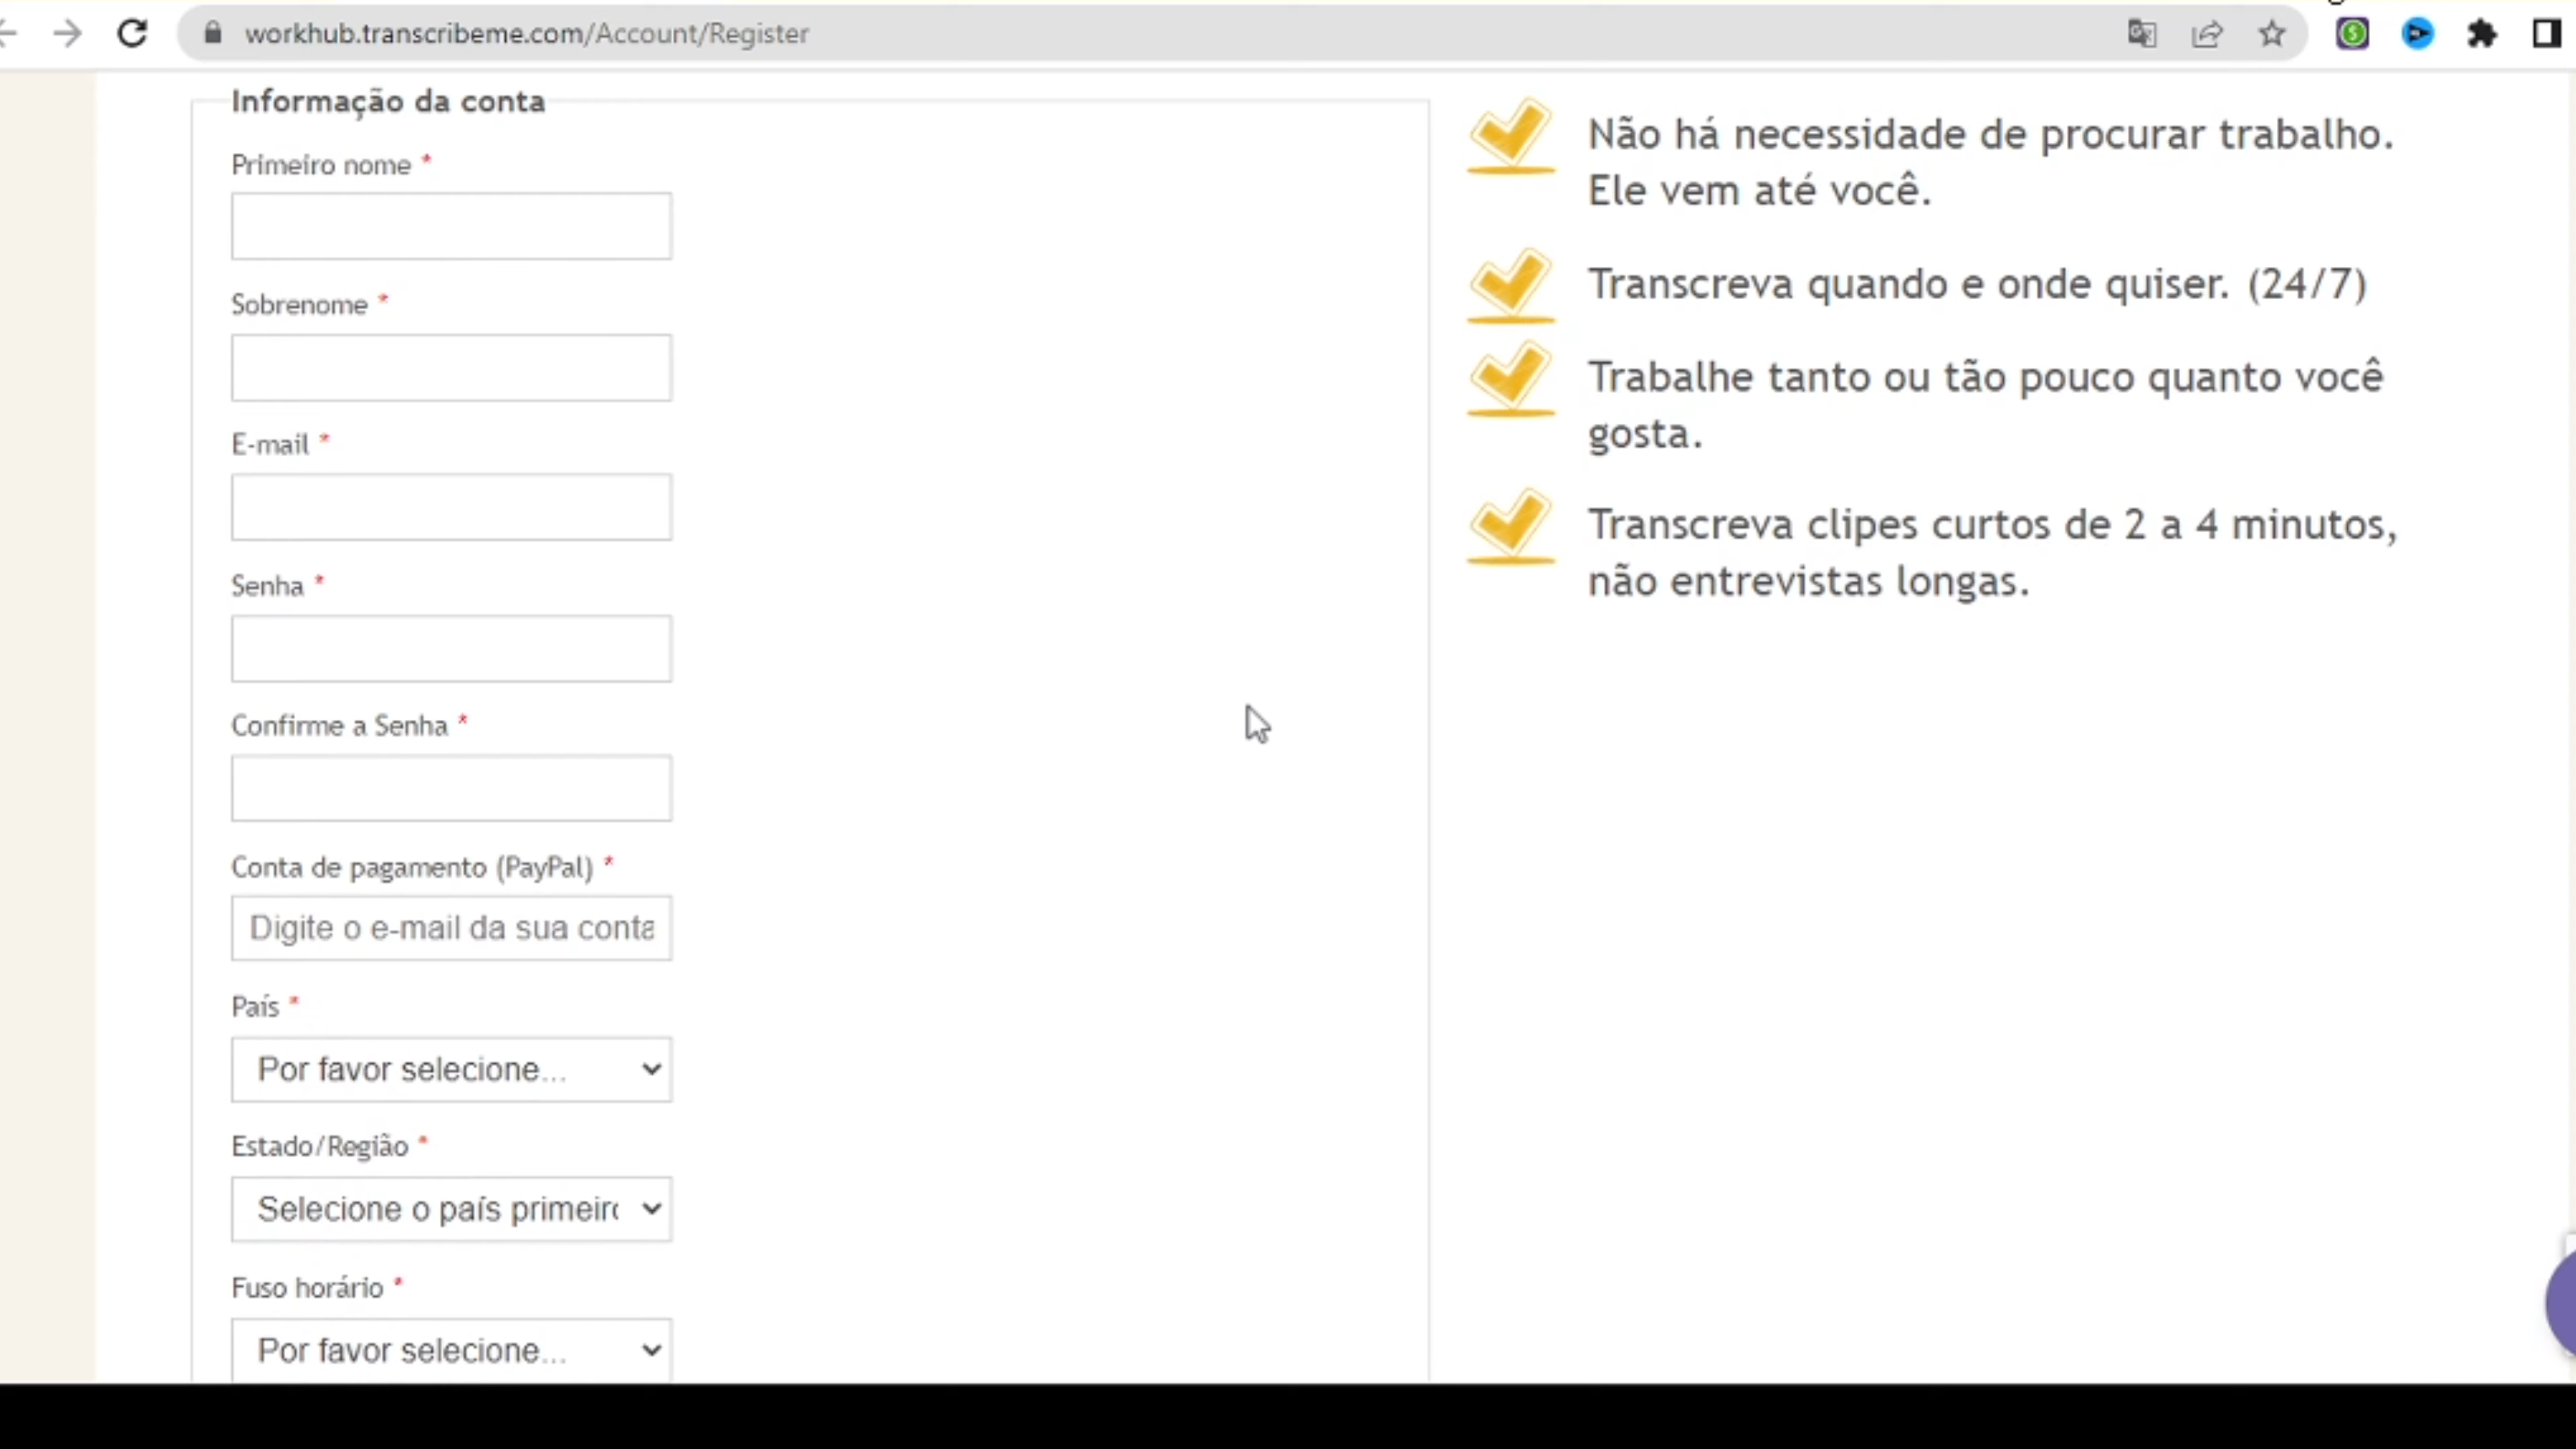 workhub.transcribeme.com/Account/Register
Informação da conta
Primeiro nome *
Sobrenome *
E-mail *
Senha *
Confirme a Senha *
Conta de pagamento (PayPal) *
Digite o e-mail da sua conta
País *
Por favor selecione...
Estado/Região *
Selecione o país primeiro
Fuso horário *
Por favor selecione...
Não há necessidade de procurar trabalho.
Ele vem até você.
Transcreva quando e onde quiser. (24/7)
Trabalhe tanto ou tão pouco quanto você
gosta.
Transcreva clipes curtos de 2 a 4 minutos,
não entrevistas longas.